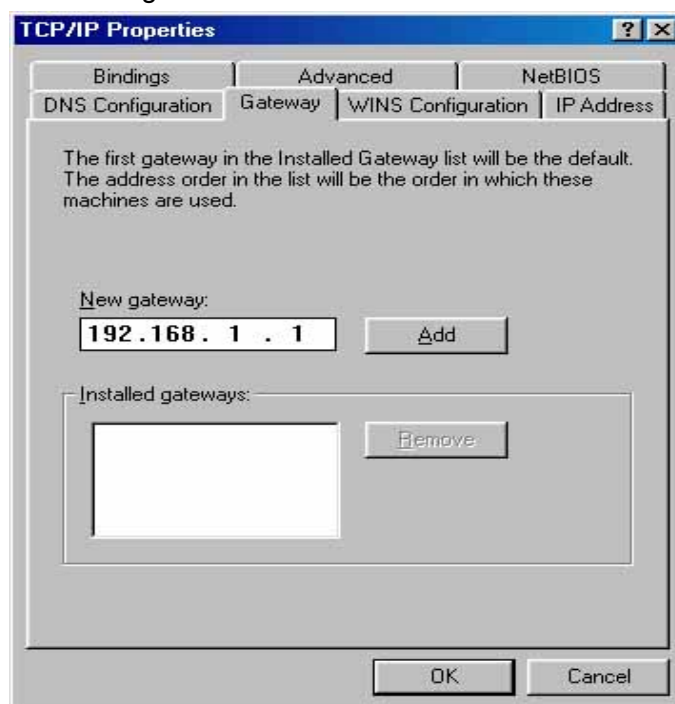 TCP/IP Properties
Bindings Advanced NetBIOS
DNS Configuration Gateway WINS Configuration IP Address
The first gateway in the Installed Gateway list will be the default.
The address order in the list will be the order in which these
machines are used.
New gateway:
192.168. 1 . 1 Add
Installed gateways:
Remove
OK Cancel